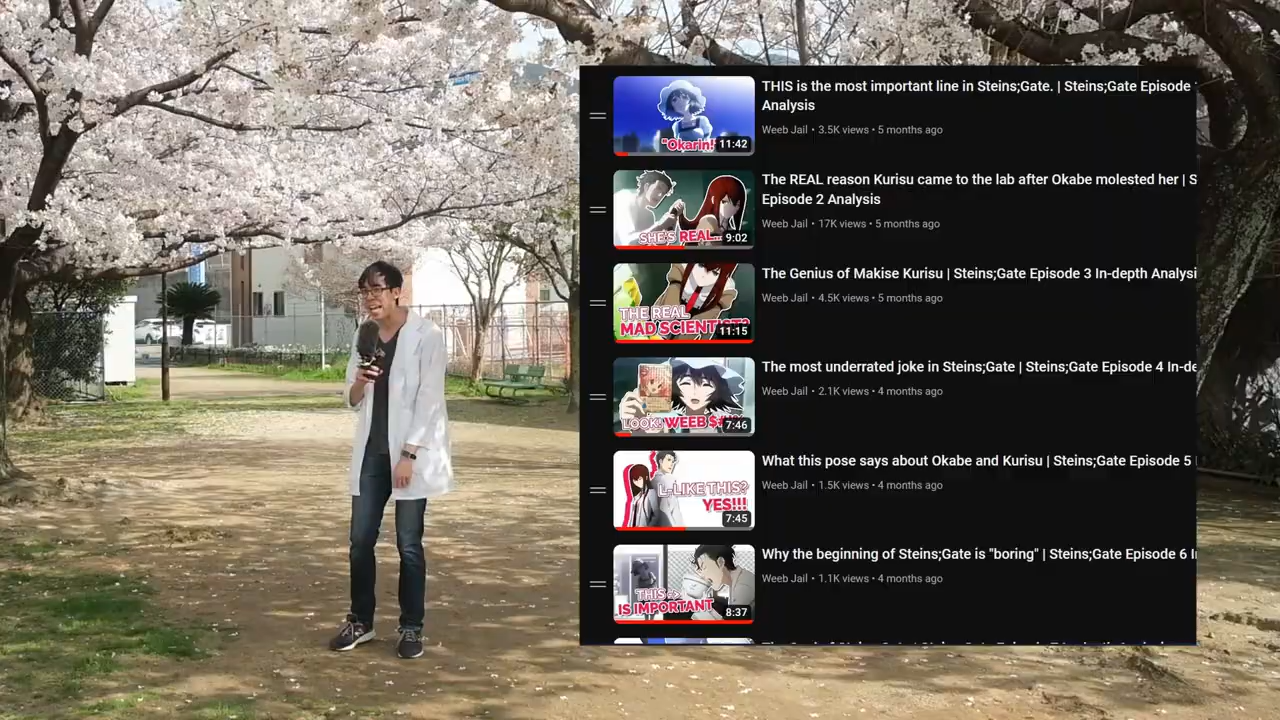 THIS is the most important line in Steins;Gate. | Steins;Gate Episode
Analysis
Weeb Jail • 3.5K views • 5 months ago
"Okarin!
11:42
The REAL reason Kurisu came to the lab after Okabe molested her | S
Episode 2 Analysis
Weeb Jail • 17K views • 5 months ago
SHE'S REAL...
9:02
The Genius of Makise Kurisu | Steins;Gate Episode 3 In-depth Analysi
Weeb Jail • 4.5K views • 5 months ago
THE REAL
MAD SCIENTIST?
11:15
The most underrated joke in Steins;Gate | Steins;Gate Episode 4 In-de
Weeb Jail • 2.1K views • 4 months ago
LOOK! WEEB
7:46
What this pose says about Okabe and Kurisu | Steins;Gate Episode 5
Weeb Jail • 1.5K views • 4 months ago
L-LIKE THIS?
YES!!!
7:45
Why the beginning of Steins;Gate is "boring" | Steins;Gate Episode 6 I
Weeb Jail • 1.1K views • 4 months ago
THIS
IS IMPORTANT
8:37